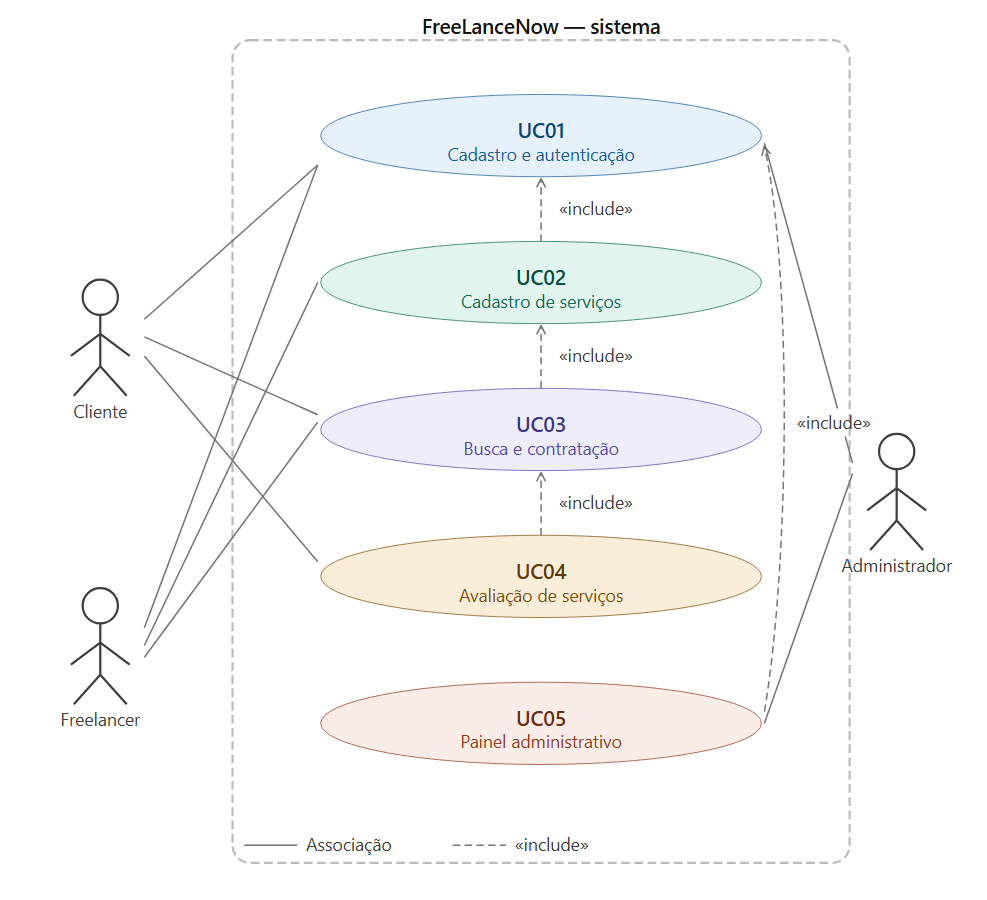 FreeLanceNow — sistema
UC01
Cadastro e autenticação
«include»
UC02
Cadastro de serviços
«include»
UC03
Busca e contratação
«include»
«include»
UC04
Avaliação de serviços
UC05
Painel administrativo
Cliente
Freelancer
Administrador
Associação
«include»